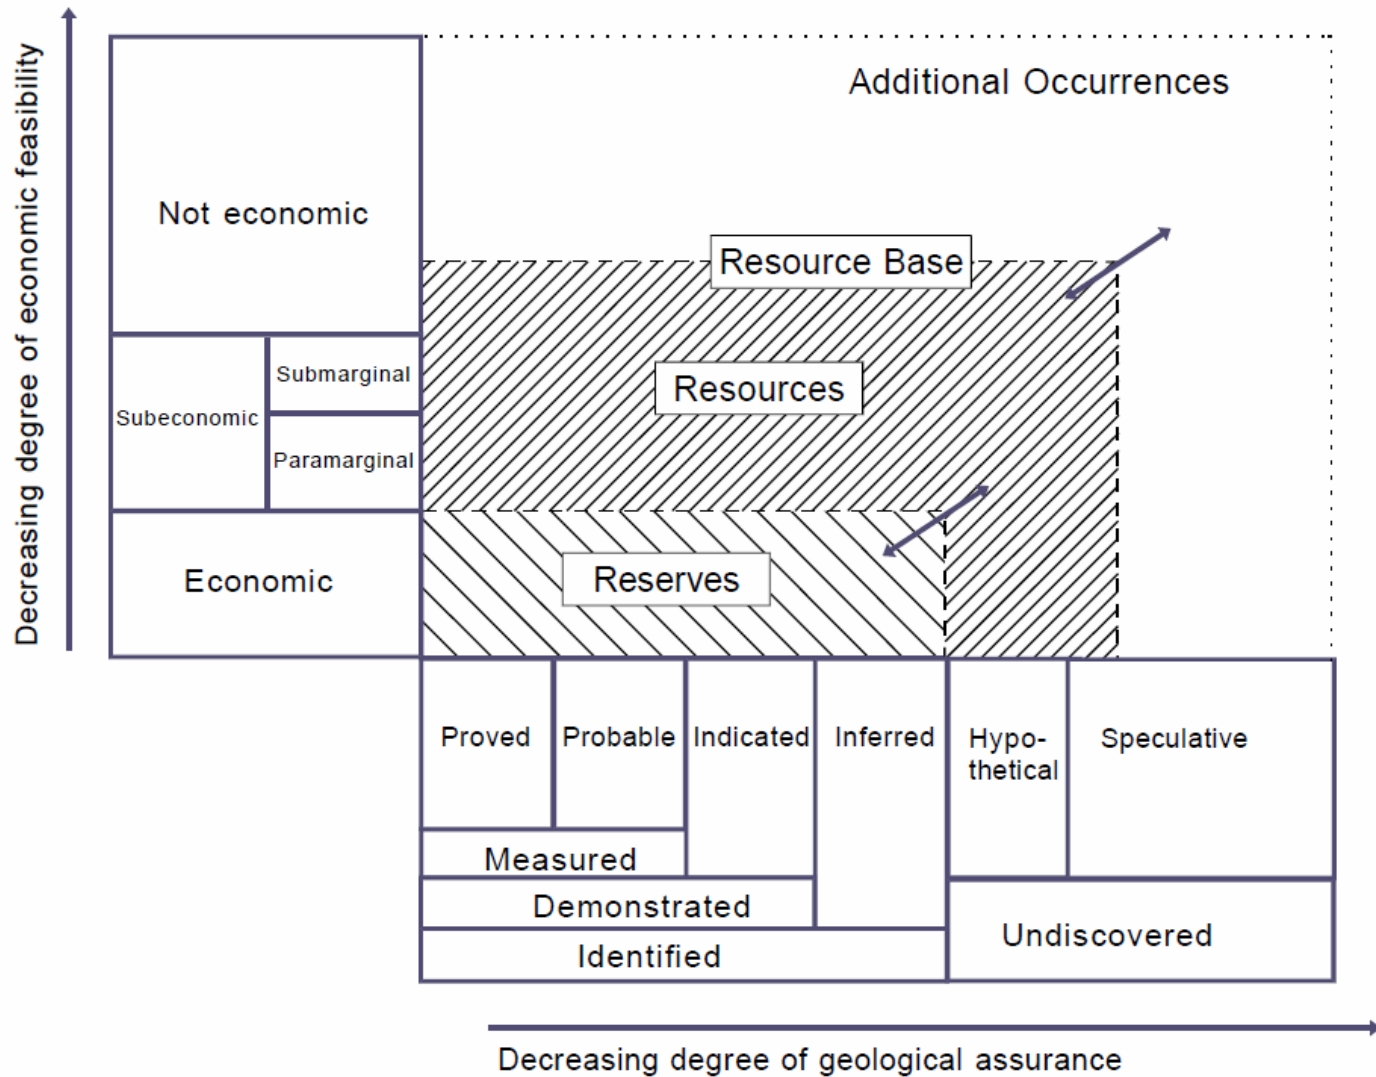 Decreasing degree of economic feasibility
Additional Occurrences
Not economic
Resource Base
Submarginal
Resources
Subeconomic
Paramarginal
Economic
Reserves
Proved
Probable
Indicated
Inferred
Hypo-
thetical
Speculative
Measured
Demonstrated
Undiscovered
Identified
Decreasing degree of geological assurance